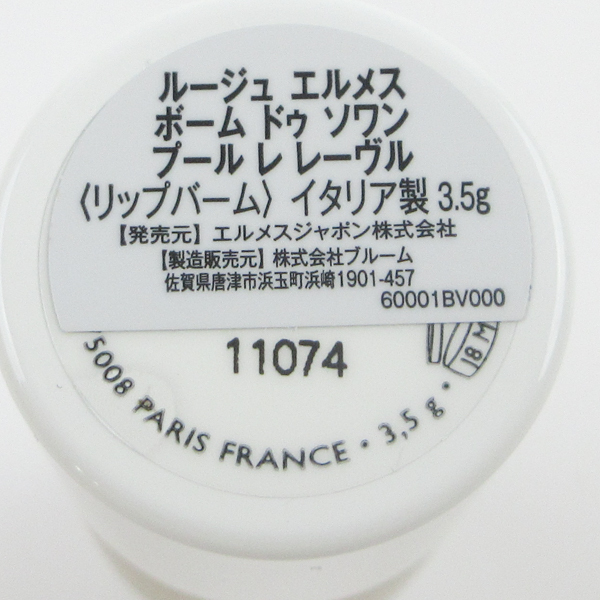 ルージュ エルメス
ボーム ドゥ ソワン
プール レ レーヴル
〈リップバーム〉 イタリア製 3.5g
【発売元】エルメスジャポン株式会社
【製造販売元】株式会社ブルーム
佐賀県唐津市浜玉町浜崎1901-457
60001BV000
11074
18 M
5008 PARIS FRANCE • 3,5 g •